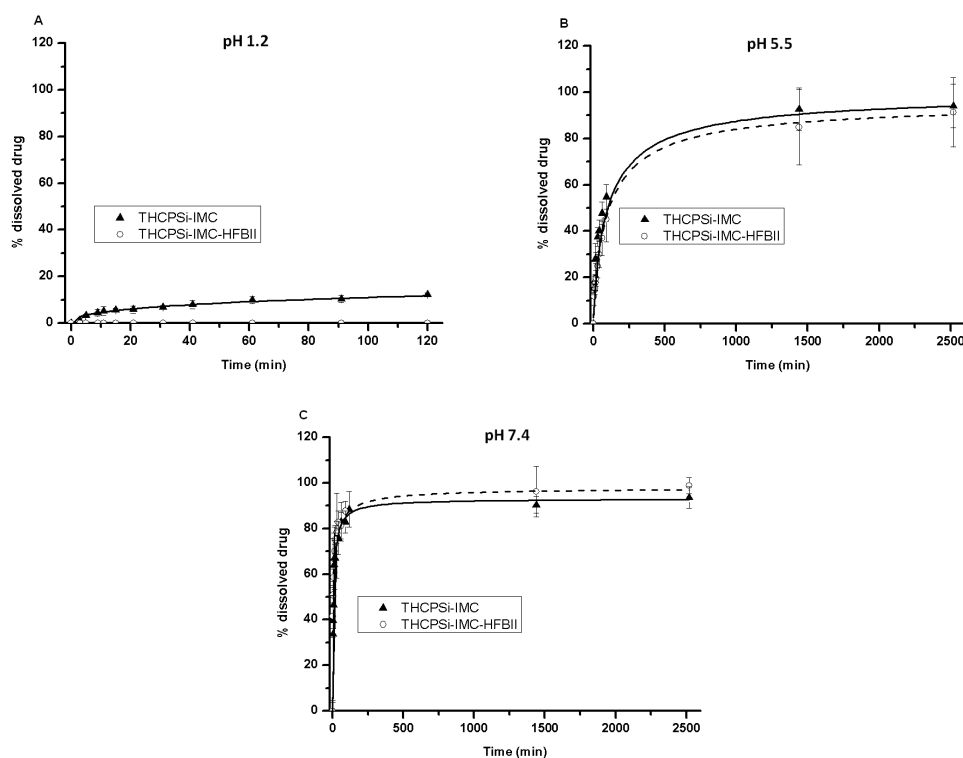 A
pH 1.2
120
100
80
60
40
20
0
% dissolved drug
THCPSi-IMC
THCPSi-IMC-HFBII
0 20 40 60 80 100 120
Time (min)
B
pH 5.5
120
100
80
60
40
20
0
% dissolved drug
THCPSi-IMC
THCPSi-IMC-HFBII
0 500 1000 1500 2000 2500
Time (min)
C
pH 7.4
120
100
80
60
40
20
0
% dissolved drug
THCPSi-IMC
THCPSi-IMC-HFBII
0 500 1000 1500 2000 2500
Time (min)